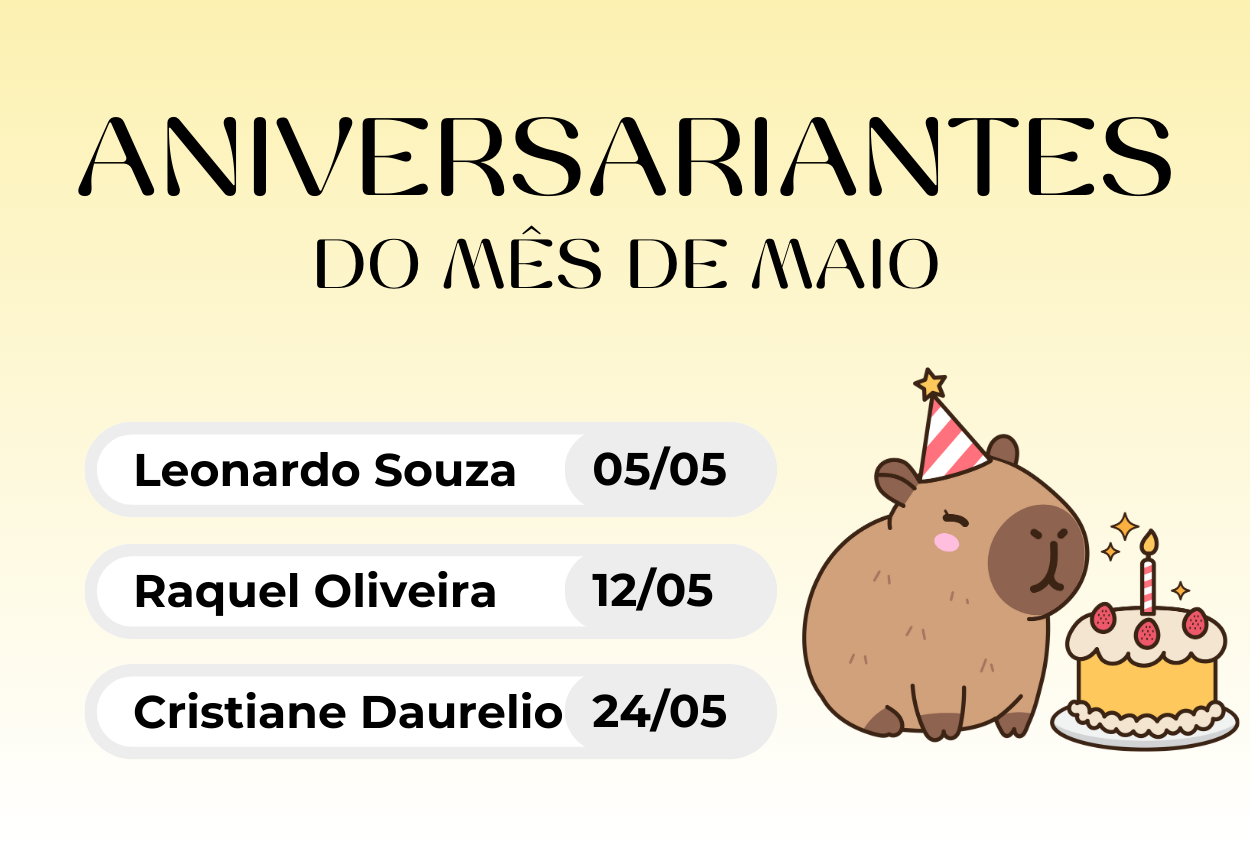 ANIVERSARIANTES
DO MÊS DE MAIO
Leonardo Souza 05/05
Raquel Oliveira 12/05
Cristiane Daurelio 24/05